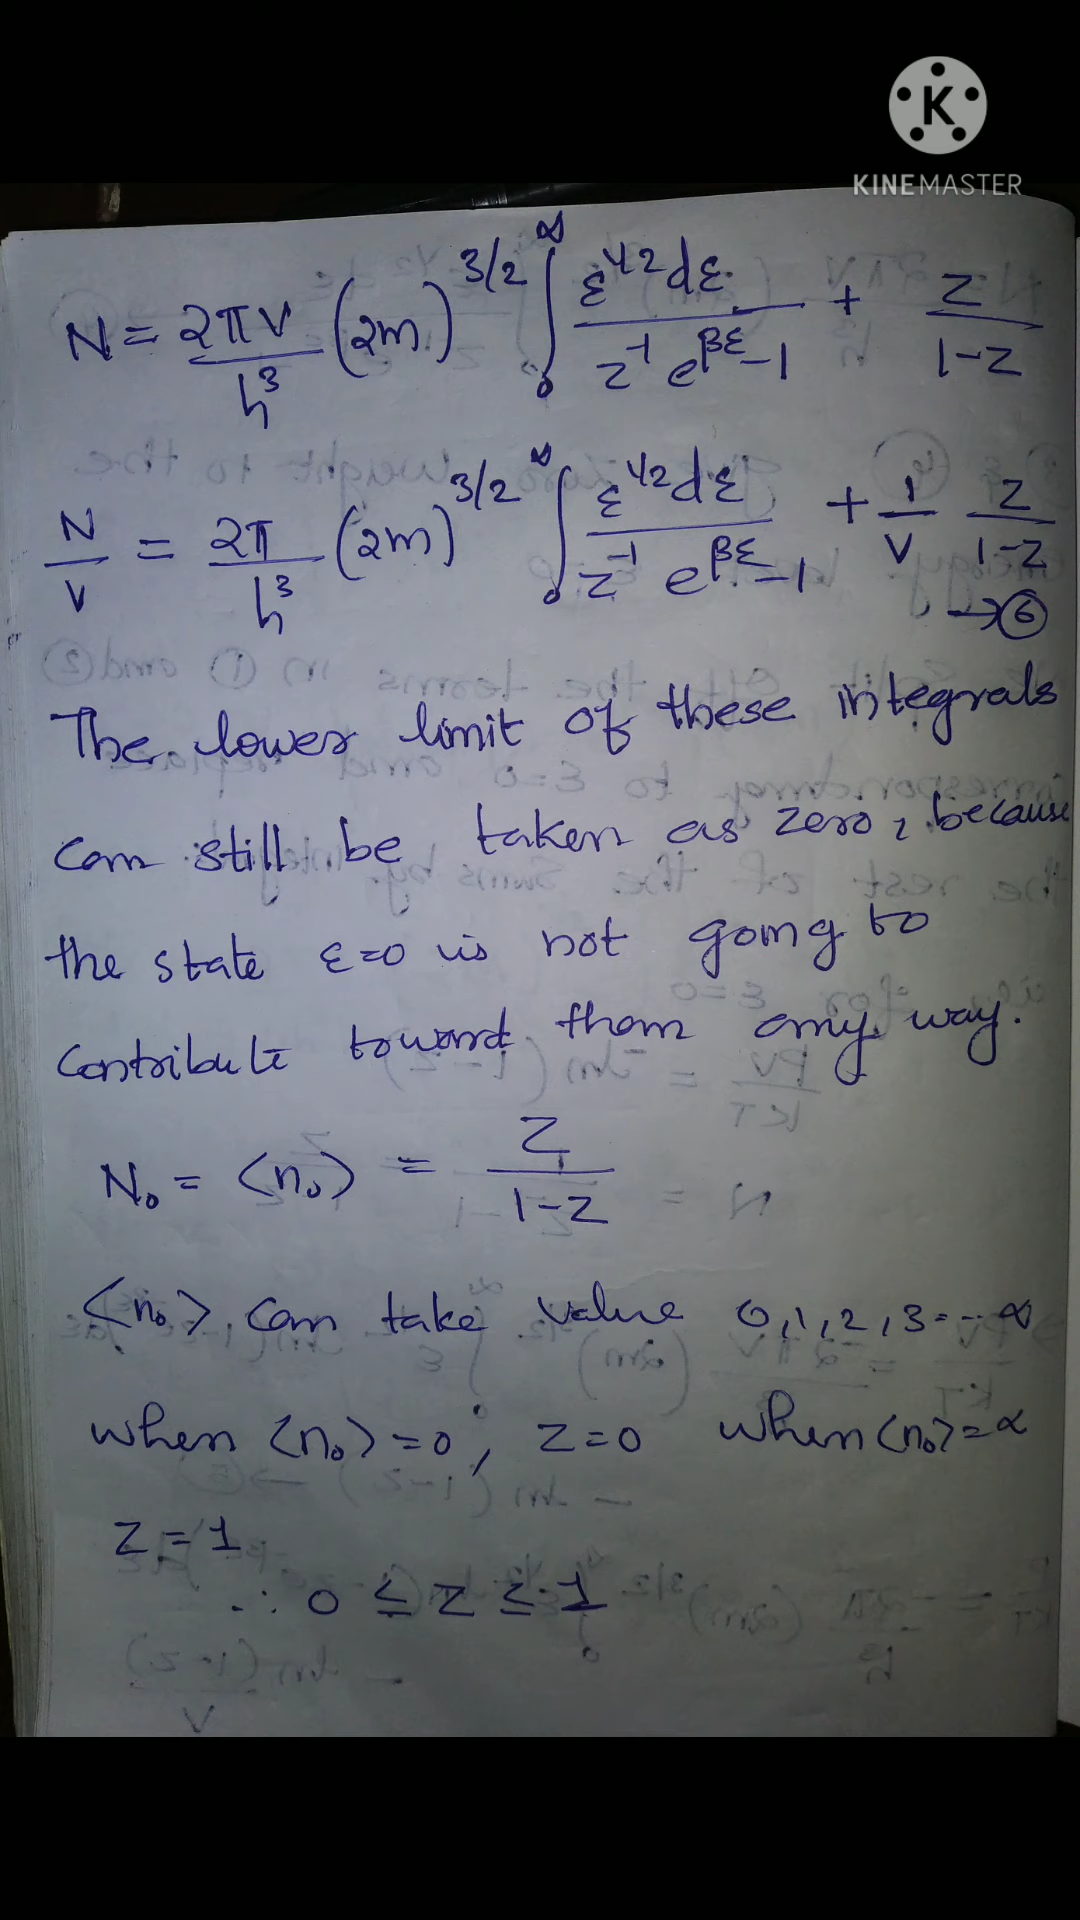 KINEMASTER
N = 2πV/h³ (2m)^3/2 ∫₀^∞ ε^1/2 dε / z⁻¹ e^βε -1 + z/1-z
N/V = 2π/h³ (2m)^3/2 ∫₀^∞ ε^1/2 dε / z⁻¹ e^βε -1 + 1/V z/1-z
→⑥
The lower limit of these integrals
can still be taken as zero, because
the state ε=0 is not going to
contribute toward them any way.
N₀ = ⟨n₀⟩ = z/1-z
⟨n₀⟩ can take value 0,1,2,3---∞
when ⟨n₀⟩=0; z=0 when ⟨n₀⟩=∞
z=1
∴ 0 ≤ z ≤ 1